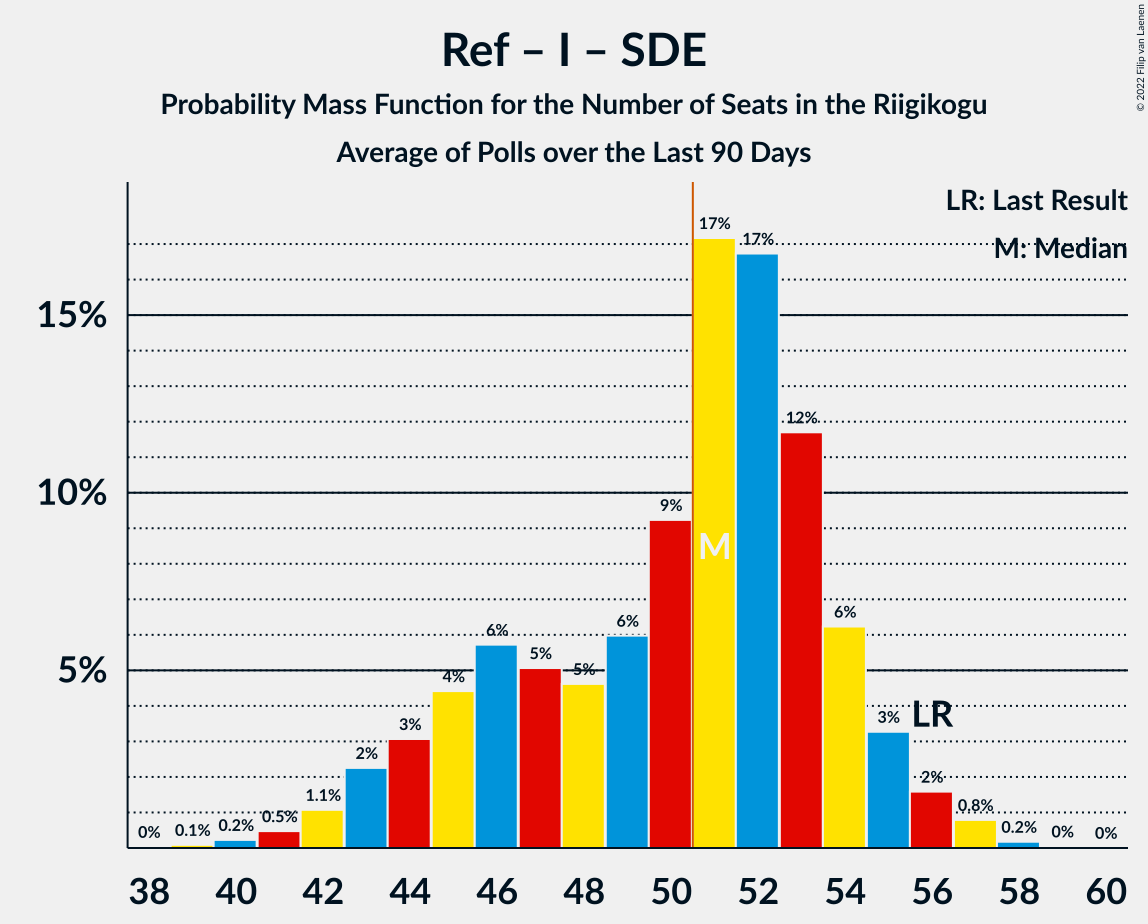 Ref – I – SDE
Probability Mass Function for the Number of Seats in the Riigikogu
Average of Polls over the Last 90 Days
© 2022 Filip van Laenen
LR: Last Result
M: Median
15%
10%
5%
0%
0.1%
0.2%
0.5%
1.1%
2%
3%
4%
6%
5%
5%
6%
9%
17%
17%
12%
6%
3%
2%
0.8%
0.2%
0%
0%
M
LR
38 40 42 44 46 48 50 52 54 56 58 60